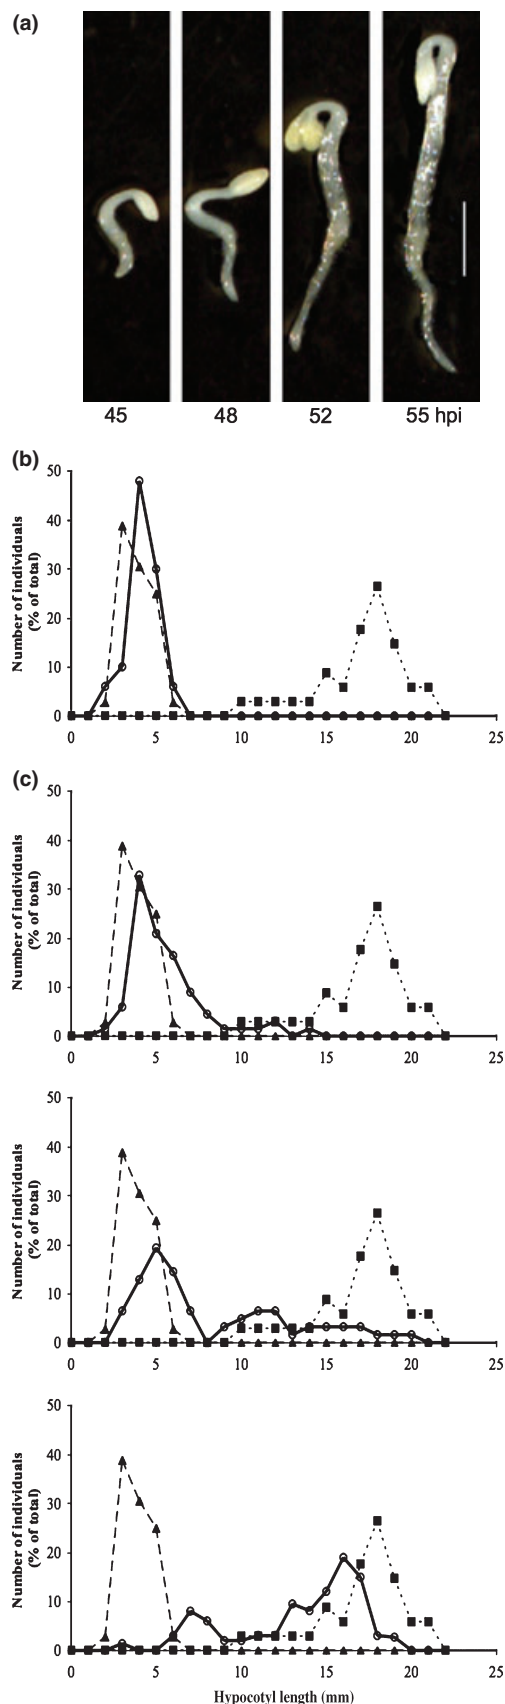 (a)
45 48 52 55 hpi
(b)
Number of individuals
(% of total)
50
40
30
20
10
0
0 5 10 15 20 25
(c)
Number of individuals
(% of total)
50
40
30
20
10
0
0 5 10 15 20 25
Number of individuals
(% of total)
50
40
30
20
10
0
0 5 10 15 20 25
Number of individuals
(% of total)
50
40
30
20
10
0
0 5 10 15 20 25
Hypocotyl length (mm)